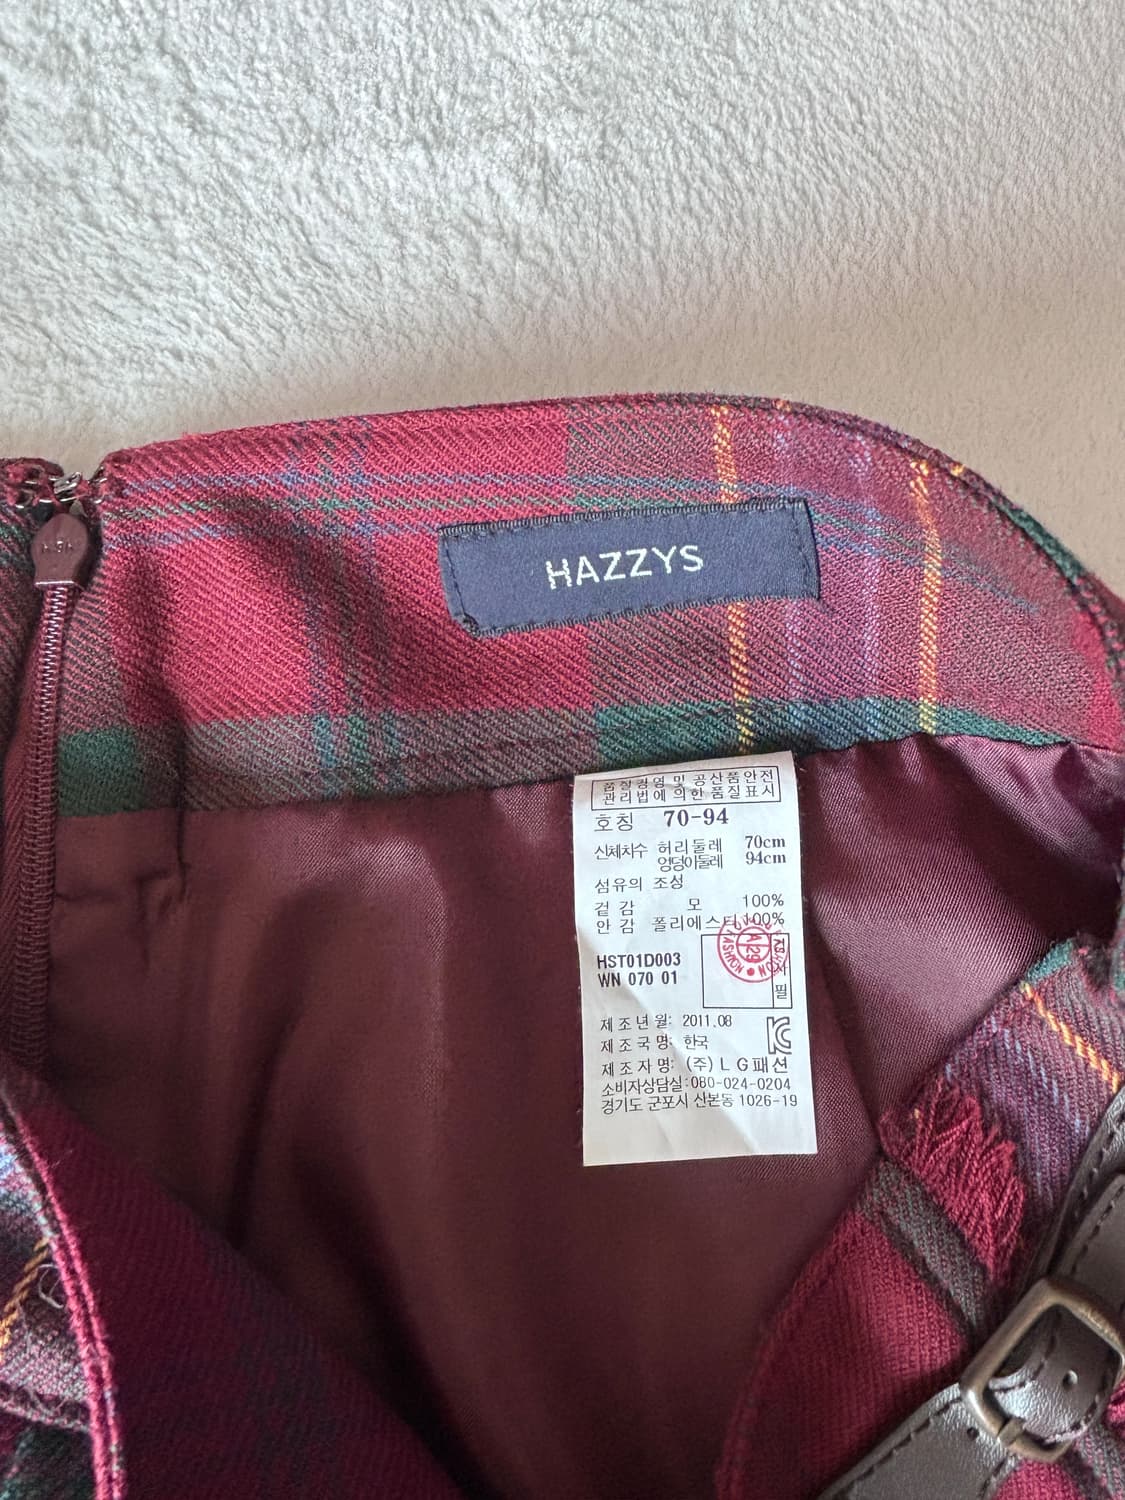 HAZZYS
품질경영 및 공산품안전
관리법에 의한 품질표시
호칭 70-94
신체치수 허리둘레 70cm
엉덩이둘레 94cm
섬유의 조성
겉감 모 100%
안감 폴리에스터 100%
HST01D003
WN 070 01
검
사
필
A 29
FASHION
제조년월: 2011.08
제조국명: 한국
제조자명: (주)LG패션
소비자상담실:080-024-0204
경기도 군포시 산본동 1026-19